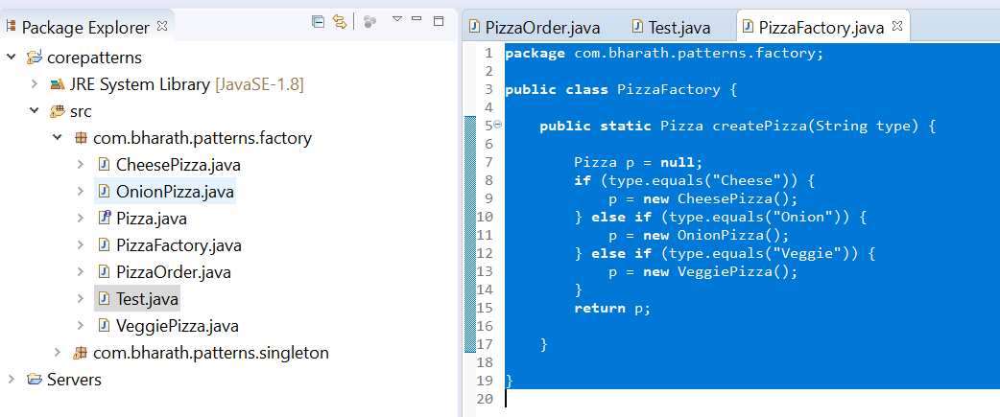 Package Explorer
corepatterns
JRE System Library [JavaSE-1.8]
src
com.bharath.patterns.factory
CheesePizza.java
OnionPizza.java
Pizza.java
PizzaFactory.java
PizzaOrder.java
Test.java
VeggiePizza.java
com.bharath.patterns.singleton
Servers
PizzaOrder.java Test.java PizzaFactory.java
1 package com.bharath.patterns.factory;
2
3 public class PizzaFactory {
4
5 public static Pizza createPizza(String type) {
6
7 Pizza p = null;
8 if (type.equals("Cheese")) {
9 p = new CheesePizza();
10 } else if (type.equals("Onion")) {
11 p = new OnionPizza();
12 } else if (type.equals("Veggie")) {
13 p = new VeggiePizza();
14 }
15 return p;
16
17 }
18
19 }
20